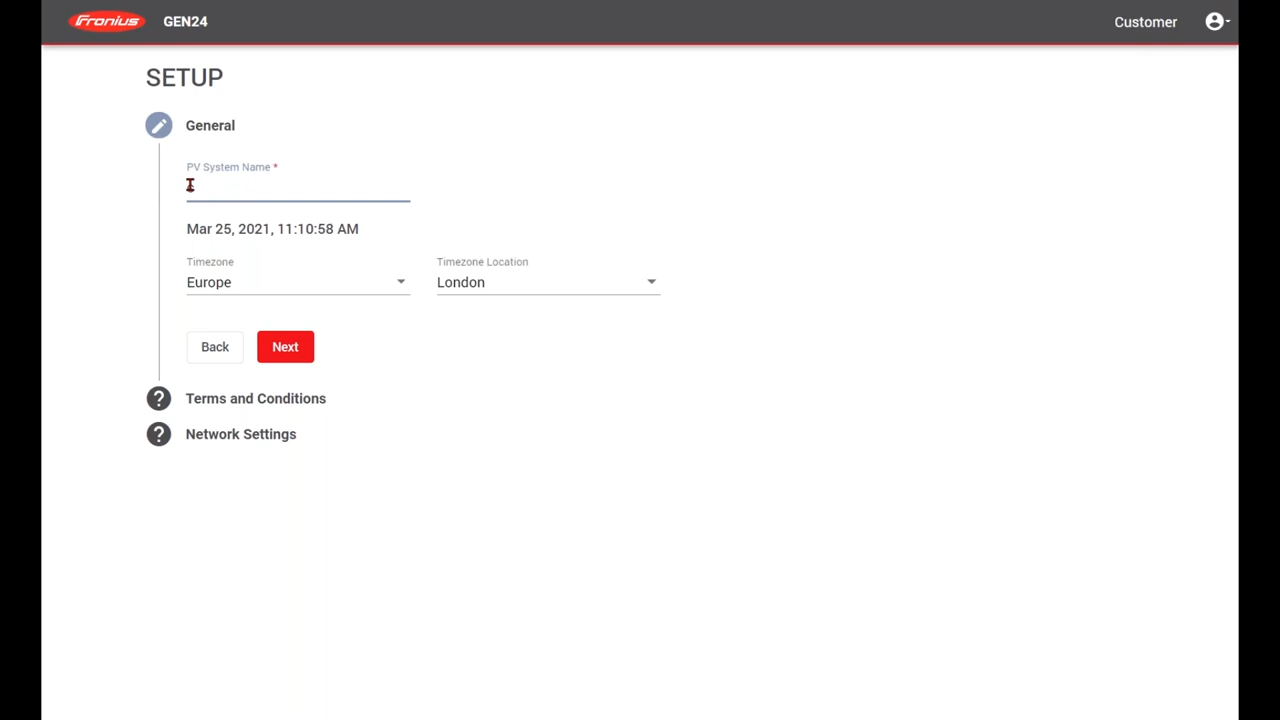 Fronius GEN24 Customer
SETUP
General
PV System Name *
Mar 25, 2021, 11:10:58 AM
Timezone Timezone Location
Europe London
Back Next
? Terms and Conditions
? Network Settings